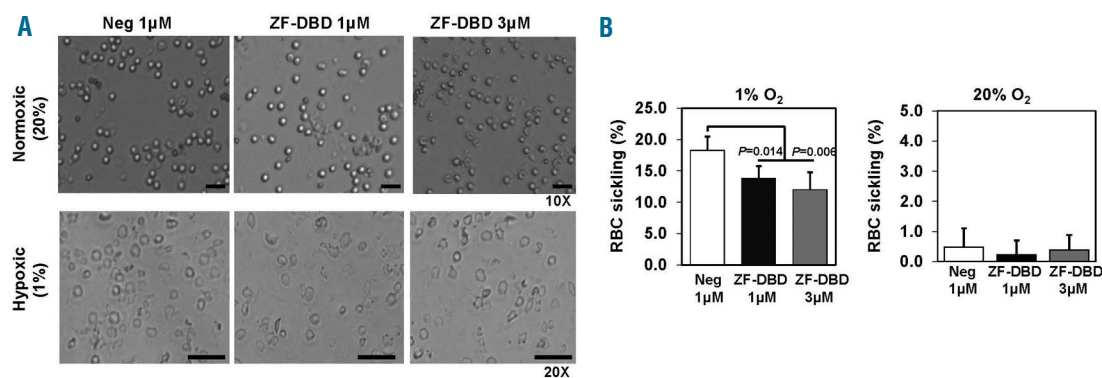 A
Neg 1µM
ZF-DBD 1µM
ZF-DBD 3µM
Normoxic
(20%)
10X
Hypoxic
(1%)
20X
B
1% O2
RBC sickling (%)
25.0
20.0
15.0
10.0
5.0
0.0
P=0.014
P=0.006
Neg
1µM
ZF-DBD
1µM
ZF-DBD
3µM
20% O2
RBC sickling (%)
5.0
4.0
3.0
2.0
1.0
0.0
Neg
1µM
ZF-DBD
1µM
ZF-DBD
3µM